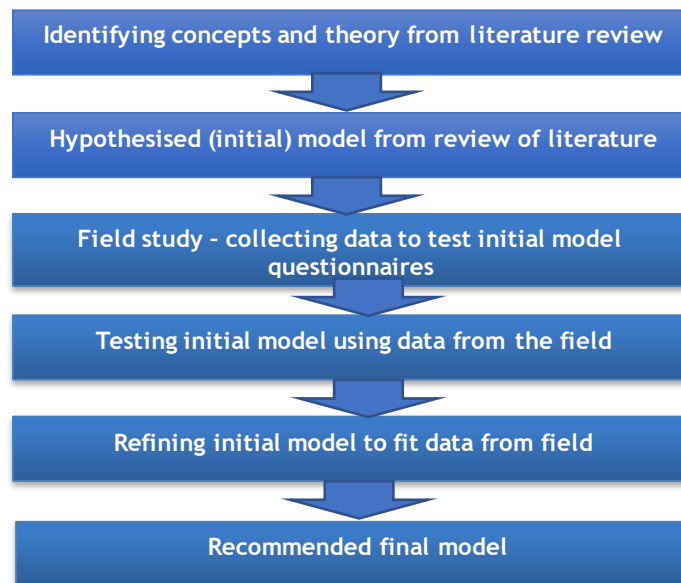 Identifying concepts and theory from literature review
Hypothesised (initial) model from review of literature
Field study – collecting data to test initial model
questionnaires
Testing initial model using data from the field
Refining initial model to fit data from field
Recommended final model